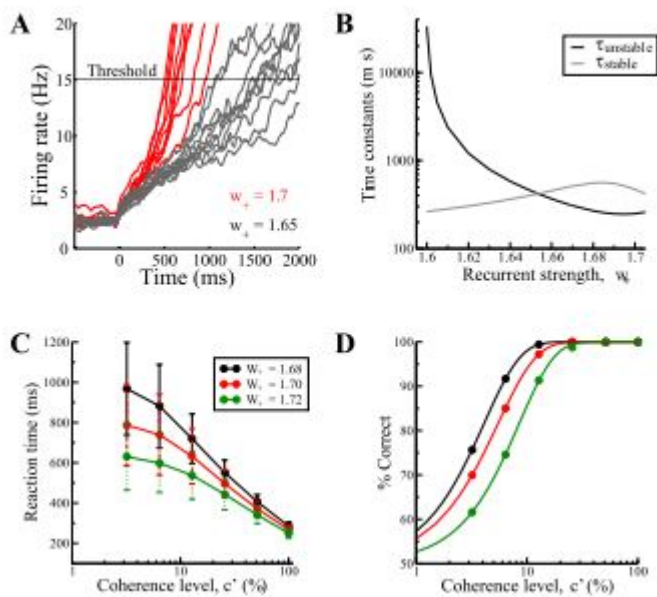 A
Firing rate (Hz)
20
15
10
5
0
Threshold
w+ = 1.7
w+ = 1.65
0 500 1000 1500 2000
Time (ms)
B
Time constants (m s)
10000
1000
100
τunstable
τstable
1.6 1.62 1.64 1.66 1.68 1.7
Recurrent strength,
C
Reaction time (ms)
1200
1000
800
600
400
200
W+ = 1.68
W+ = 1.70
W+ = 1.72
1 10 100
Coherence level, c' (%)
D
% Correct
100
90
80
70
60
50
1 10 100
Coherence level, c' (%)